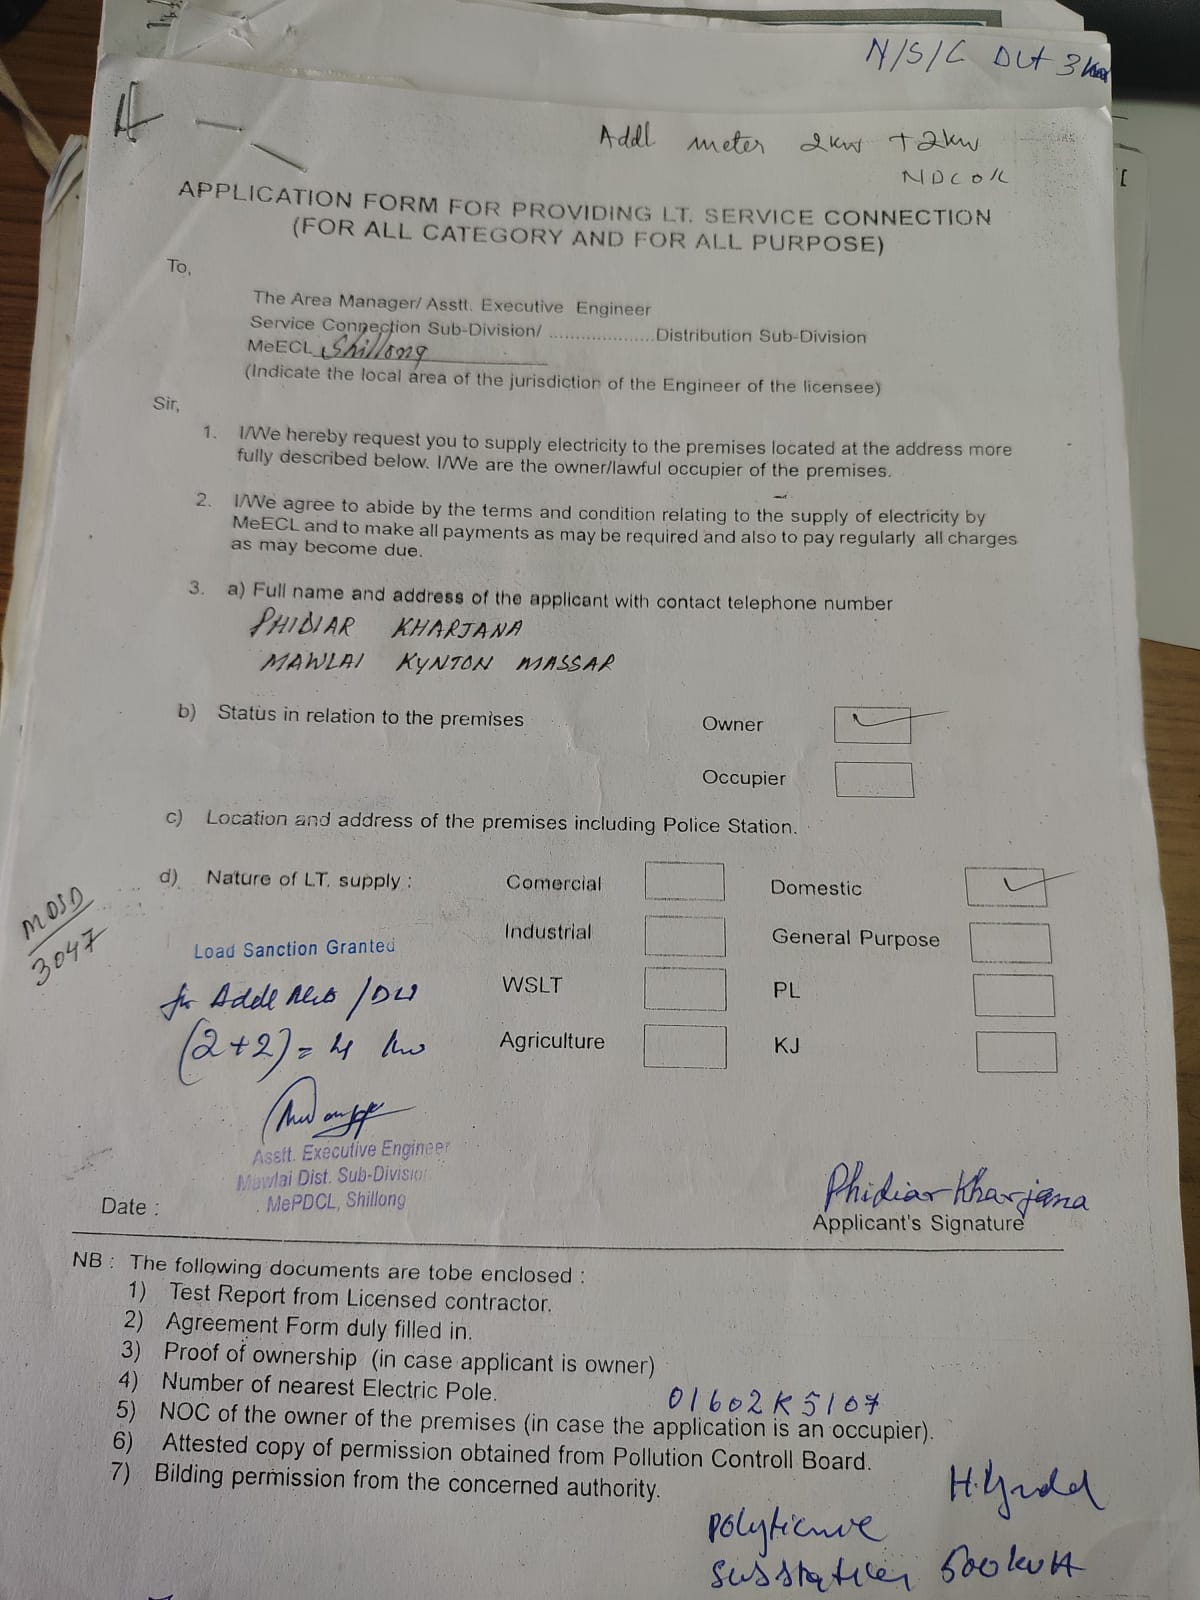 N/S/C DLt 3kw
Addl meter 2kw + 2kw
NDC OK
APPLICATION FORM FOR PROVIDING LT. SERVICE CONNECTION
(FOR ALL CATEGORY AND FOR ALL PURPOSE)
To,
The Area Manager/ Asstt. Executive Engineer
Service Connection Sub-Division/ ....................Distribution Sub-Division
MeECL, Shillong
(Indicate the local area of the jurisdiction of the Engineer of the licensee)
Sir,
1. I/We hereby request you to supply electricity to the premises located at the address more
fully described below. I/We are the owner/lawful occupier of the premises.
2. I/We agree to abide by the terms and condition relating to the supply of electricity by
MeECL and to make all payments as may be required and also to pay regularly all charges
as may become due.
3. a) Full name and address of the applicant with contact telephone number
PHIDIAR KHARJANA
MAWLAI KYNTON MASSAR
b) Status in relation to the premises Owner
Occupier
c) Location and address of the premises including Police Station.
d) Nature of LT. supply : Comercial Domestic
Industrial General Purpose
WSLT PL
Agriculture KJ
MDSD
3047
Load Sanction Granted
for Addl /DLt
(2+2) = 4 kw
Asstt. Executive Engineer
Mawlai Dist. Sub-Division
MePDCL, Shillong
Date :
Phidiar Kharjana
Applicant's Signature
NB : The following documents are tobe enclosed :
1) Test Report from Licensed contractor.
2) Agreement Form duly filled in.
3) Proof of ownership (in case applicant is owner)
4) Number of nearest Electric Pole. 01602K5107
5) NOC of the owner of the premises (in case the application is an occupier).
6) Attested copy of permission obtained from Pollution Controll Board.
7) Bilding permission from the concerned authority.
substation 500kvA